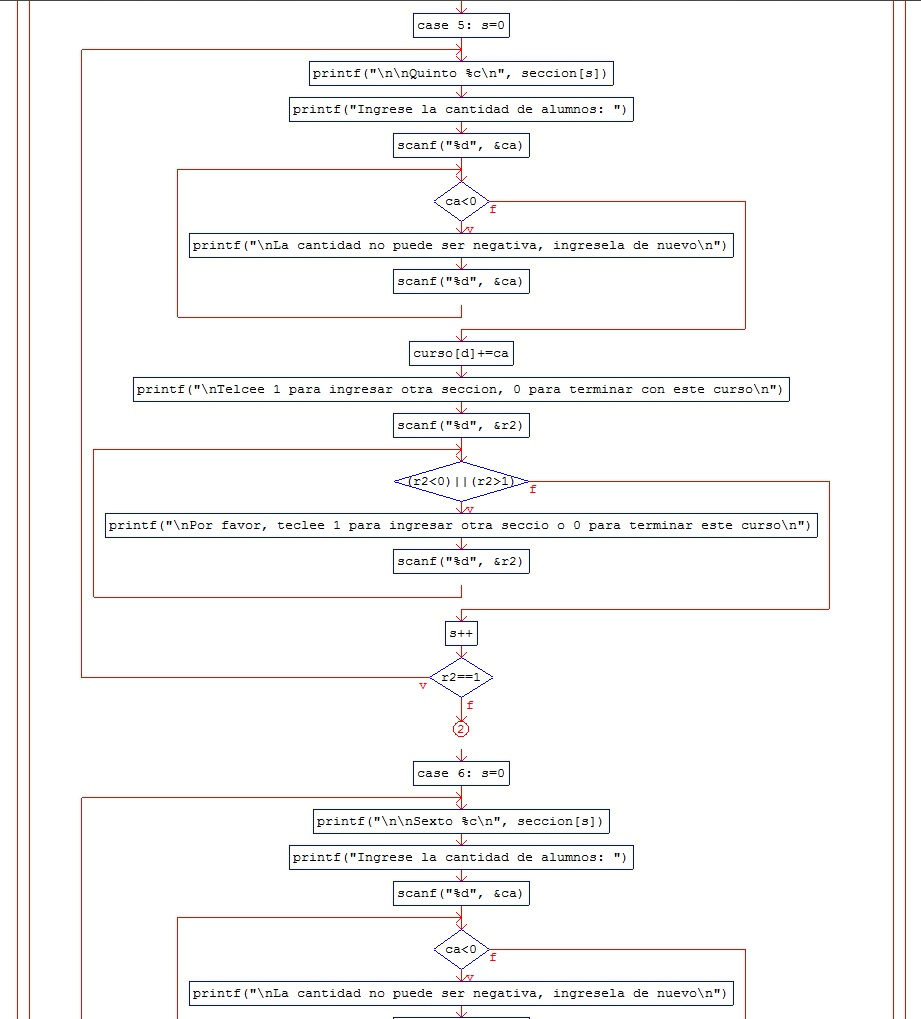 case 5: s=0
printf("\n\nQuinto %c\n", seccion[s])
printf("Ingrese la cantidad de alumnos: ")
scanf("%d", &ca)
ca<0
f
v
printf("\nLa cantidad no puede ser negativa, ingresela de nuevo\n")
scanf("%d", &ca)
curso[d]+=ca
printf("\nTelcee 1 para ingresar otra seccion, 0 para terminar con este curso\n")
scanf("%d", &r2)
(r2<0)||(r2>1)
f
v
printf("\nPor favor, teclee 1 para ingresar otra seccio o 0 para terminar este curso\n")
scanf("%d", &r2)
s++
r2==1
v
f
2
case 6: s=0
printf("\n\nSexto %c\n", seccion[s])
printf("Ingrese la cantidad de alumnos: ")
scanf("%d", &ca)
ca<0
f
v
printf("\nLa cantidad no puede ser negativa, ingresela de nuevo\n")